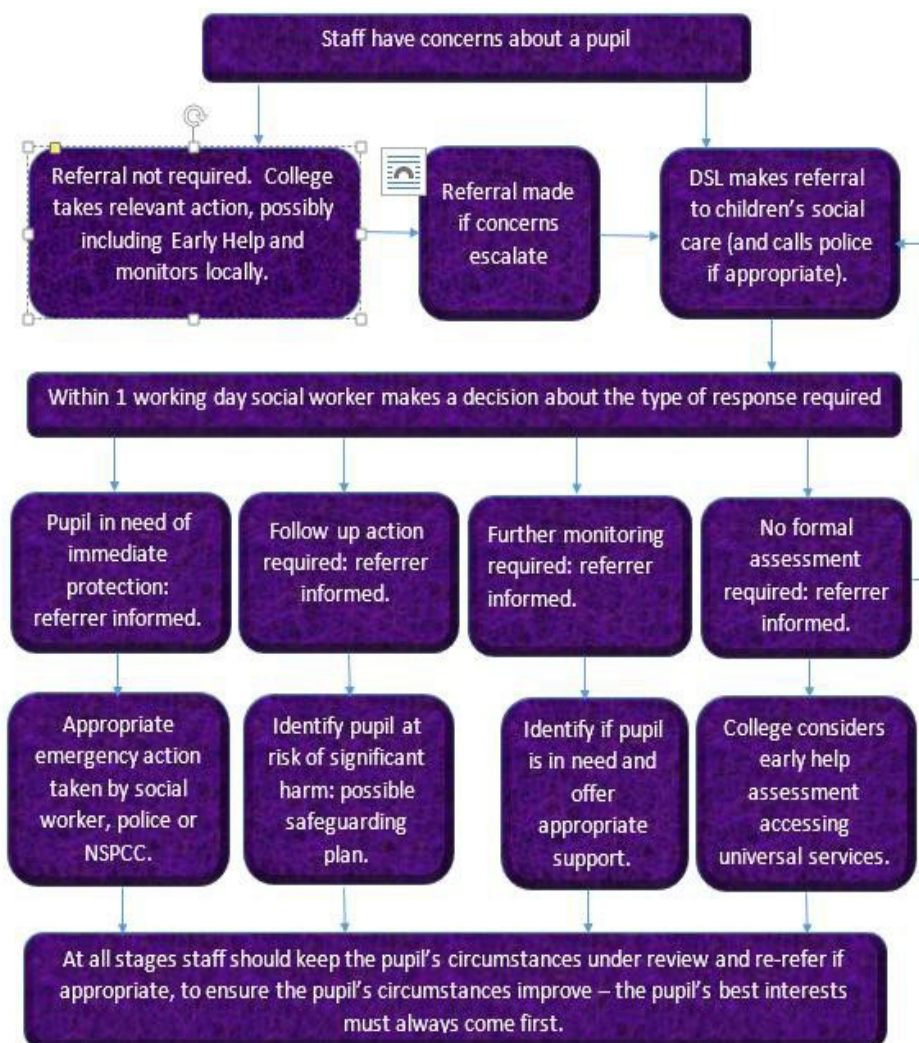 Staff have concerns about a pupil
Referral not required. College
takes relevant action, possibly
including Early Help and
monitors locally.
Referral made
if concerns
escalate
DSL makes referral
to children's social
care (and calls police
if appropriate).
Within 1 working day social worker makes a decision about the type of response required
Pupil in need of
immediate
protection:
referrer informed.
Follow up action
required: referrer
informed.
Further monitoring
required: referrer
informed.
No formal
assessment
required: referrer
informed.
Appropriate
emergency action
taken by social
worker, police or
NSPCC.
Identify pupil at
risk of significant
harm: possible
safeguarding
plan.
Identify if pupil
is in need and
offer
appropriate
support.
College considers
early help
assessment
accessing
universal services.
At all stages staff should keep the pupil's circumstances under review and re-refer if
appropriate, to ensure the pupil's circumstances improve – the pupil's best interests
must always come first.